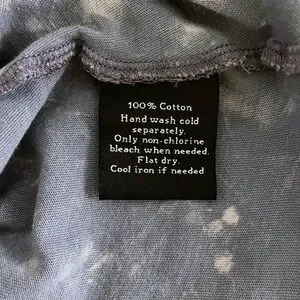 100% Cotton
Hand wash cold
separately.
Only non-chlorine
bleach when needed.
Flat dry.
Cool iron if needed